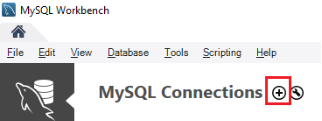 MySQL Workbench
File Edit View Database Tools Scripting Help
MySQL Connections